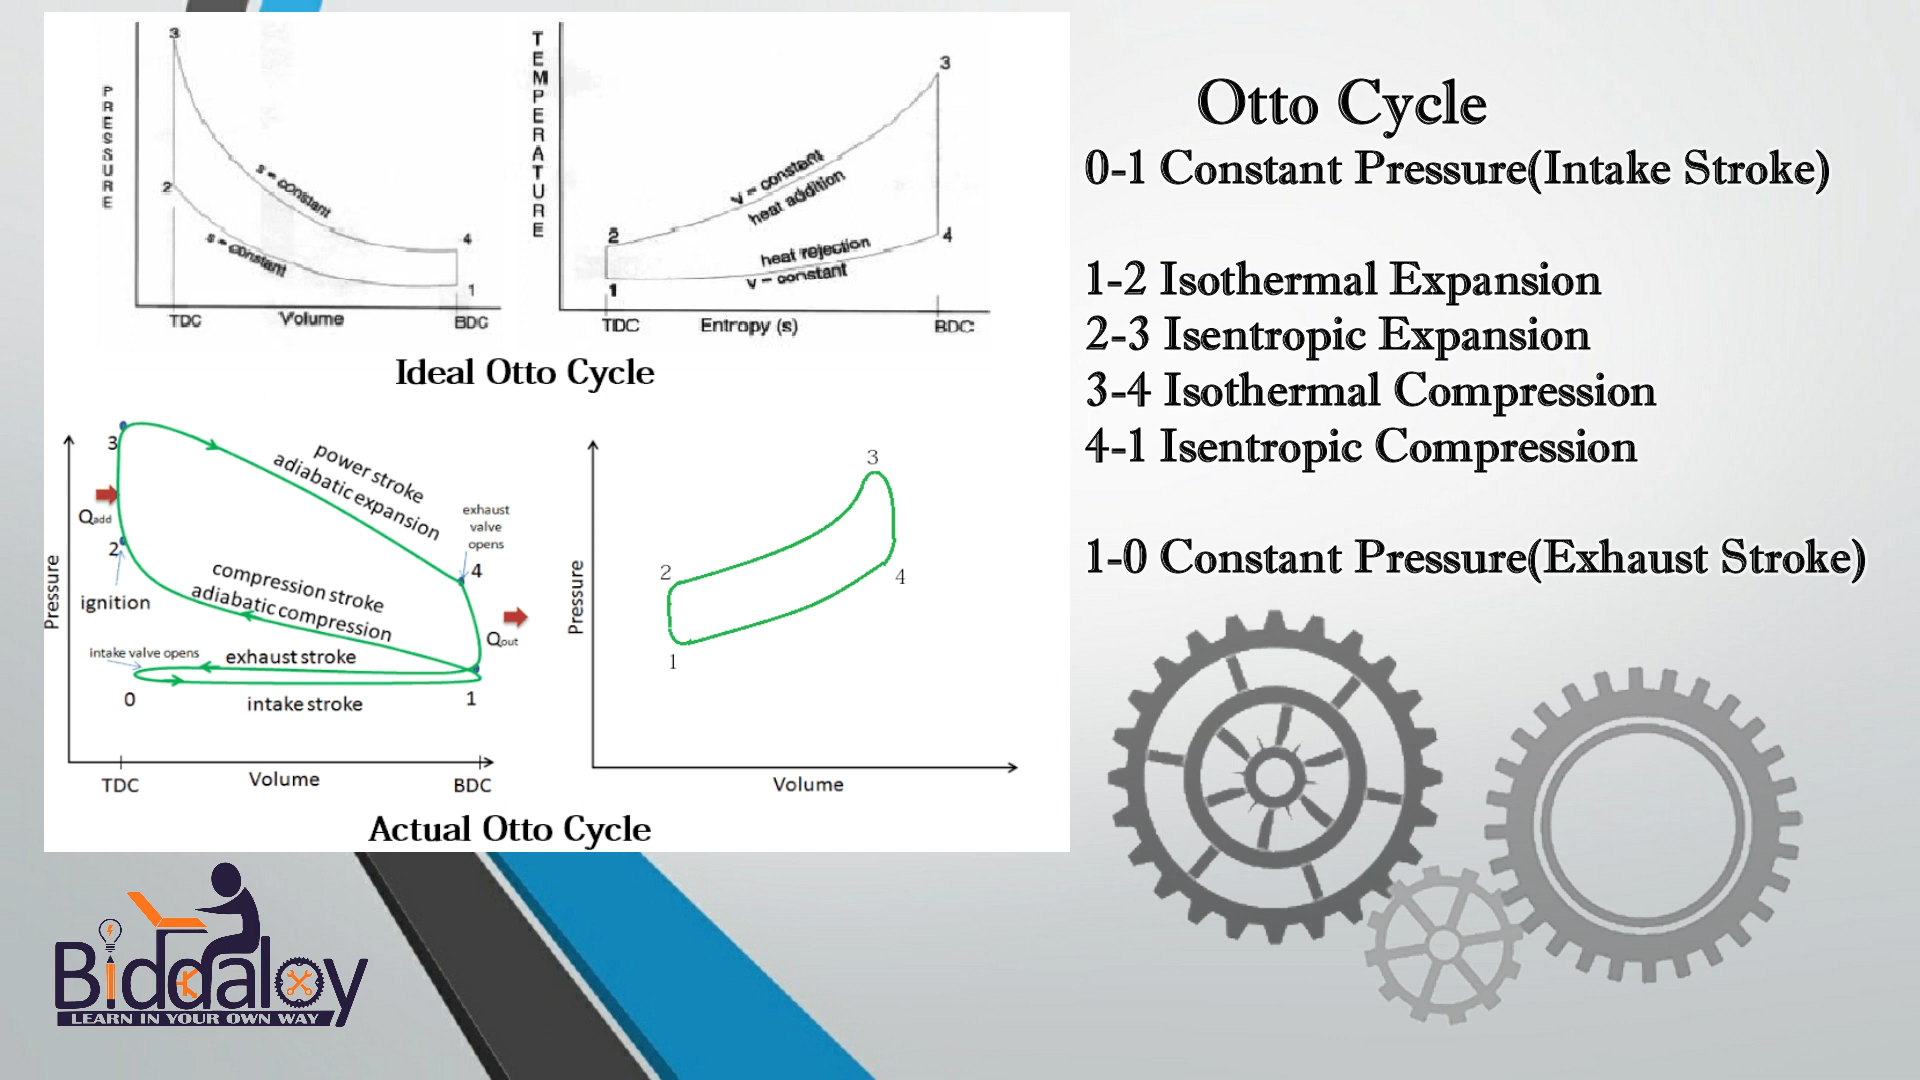 PRESSURE
3
2
s = constant
s = constant
4
1
TDC
Volume
BDC
TEMPERATURE
3
2
v = constant
heat addition
4
heat rejection
v = constant
1
TDC
Entropy (s)
BDC
Ideal Otto Cycle
3
power stroke
adiabatic expansion
Qadd
exhaust
valve
opens
2
4
compression stroke
adiabatic compression
ignition
Pressure
Qout
intake valve opens
exhaust stroke
0
intake stroke
1
TDC
Volume
BDC
3
2
4
Pressure
1
Volume
Actual Otto Cycle
Otto Cycle
0-1 Constant Pressure(Intake Stroke)
1-2 Isothermal Expansion
2-3 Isentropic Expansion
3-4 Isothermal Compression
4-1 Isentropic Compression
1-0 Constant Pressure(Exhaust Stroke)
Biddaloy
LEARN IN YOUR OWN WAY